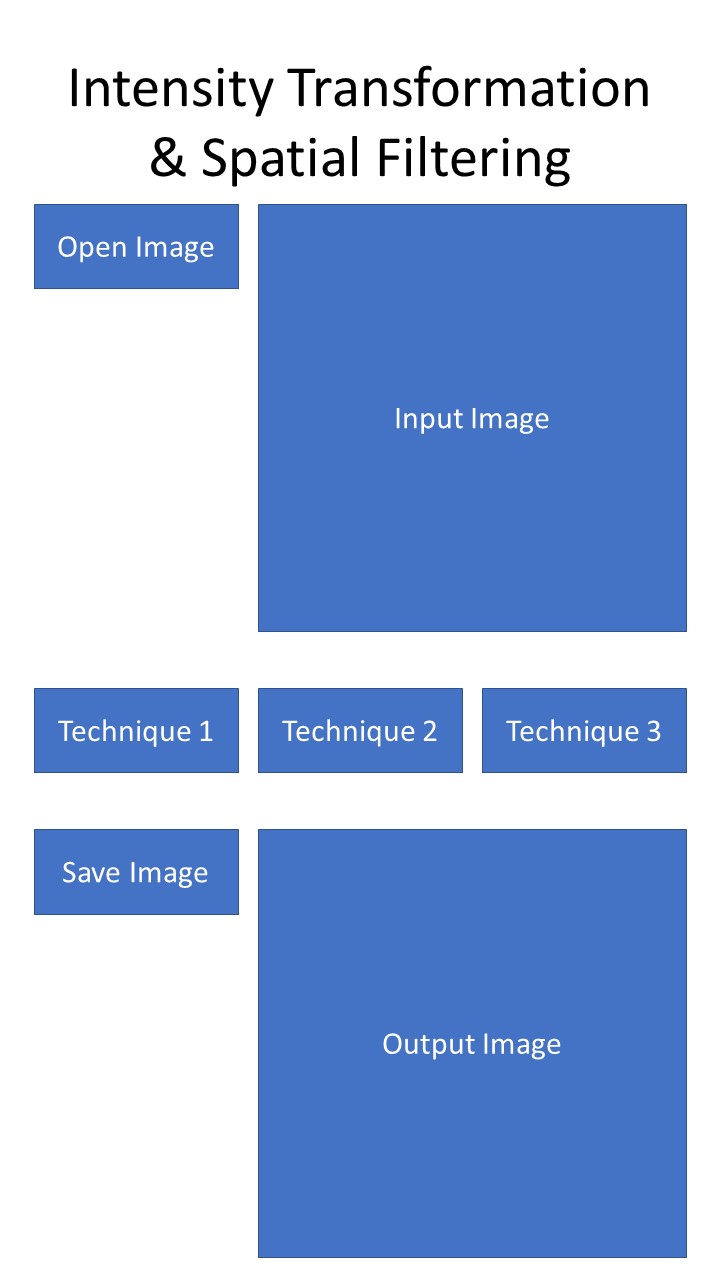 Intensity Transformation
& Spatial Filtering
Open Image
Input Image
Technique 1
Technique 2
Technique 3
Save Image
Output Image